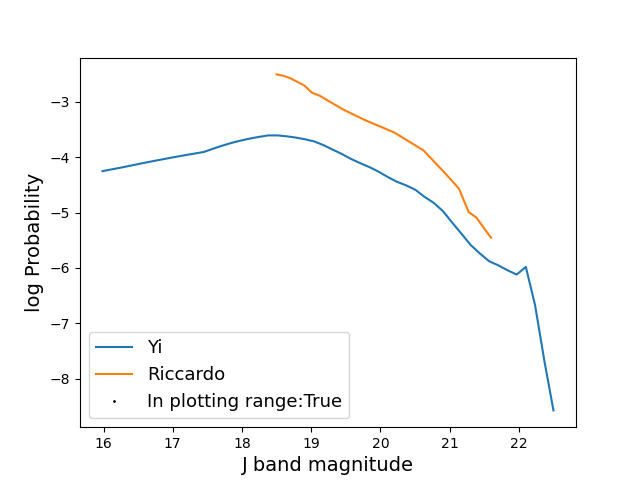 −3
−4
−5
−6
−7
−8
log Probability
Yi
Riccardo
In plotting range:True
16
17
18
19
20
21
22
J band magnitude